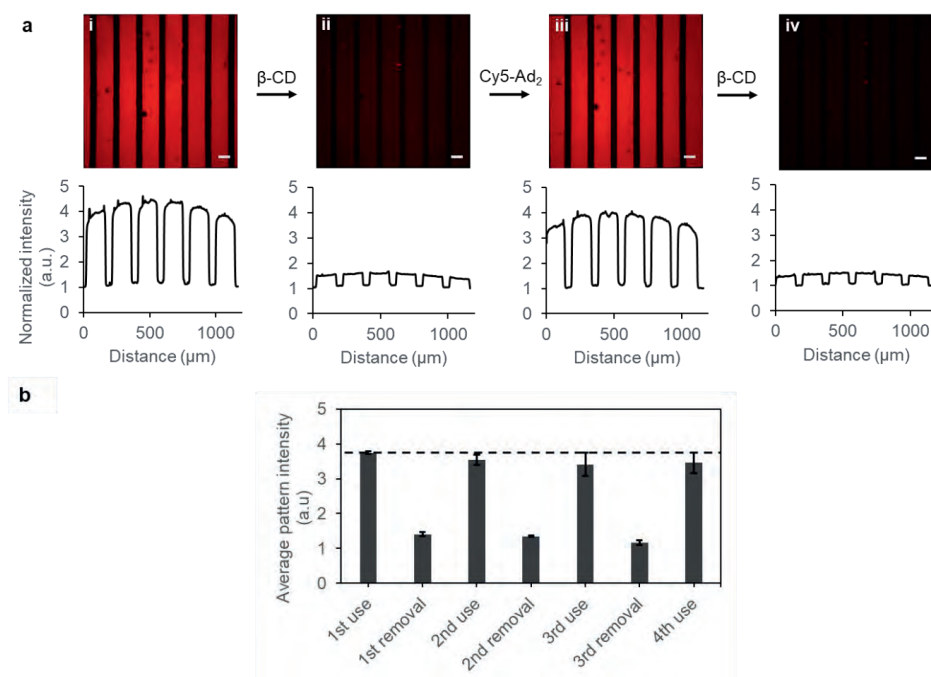 a
i
β-CD
ii
Cy5-Ad₂
iii
β-CD
iv
Normalized intensity
(a.u.)
5
4
3
2
1
0
0 500 1000
Distance (µm)
5
4
3
2
1
0
0 500 1000
Distance (µm)
5
4
3
2
1
0
0 500 1000
Distance (µm)
5
4
3
2
1
0
0 500 1000
Distance (µm)
b
Average pattern intensity
(a.u)
5
4
3
2
1
0
1st use
1st removal
2nd use
2nd removal
3rd use
3rd removal
4th use